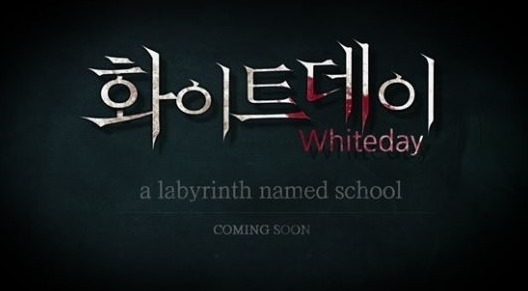 화이트데이
Whiteday
a labyrinth named school
COMING SOON